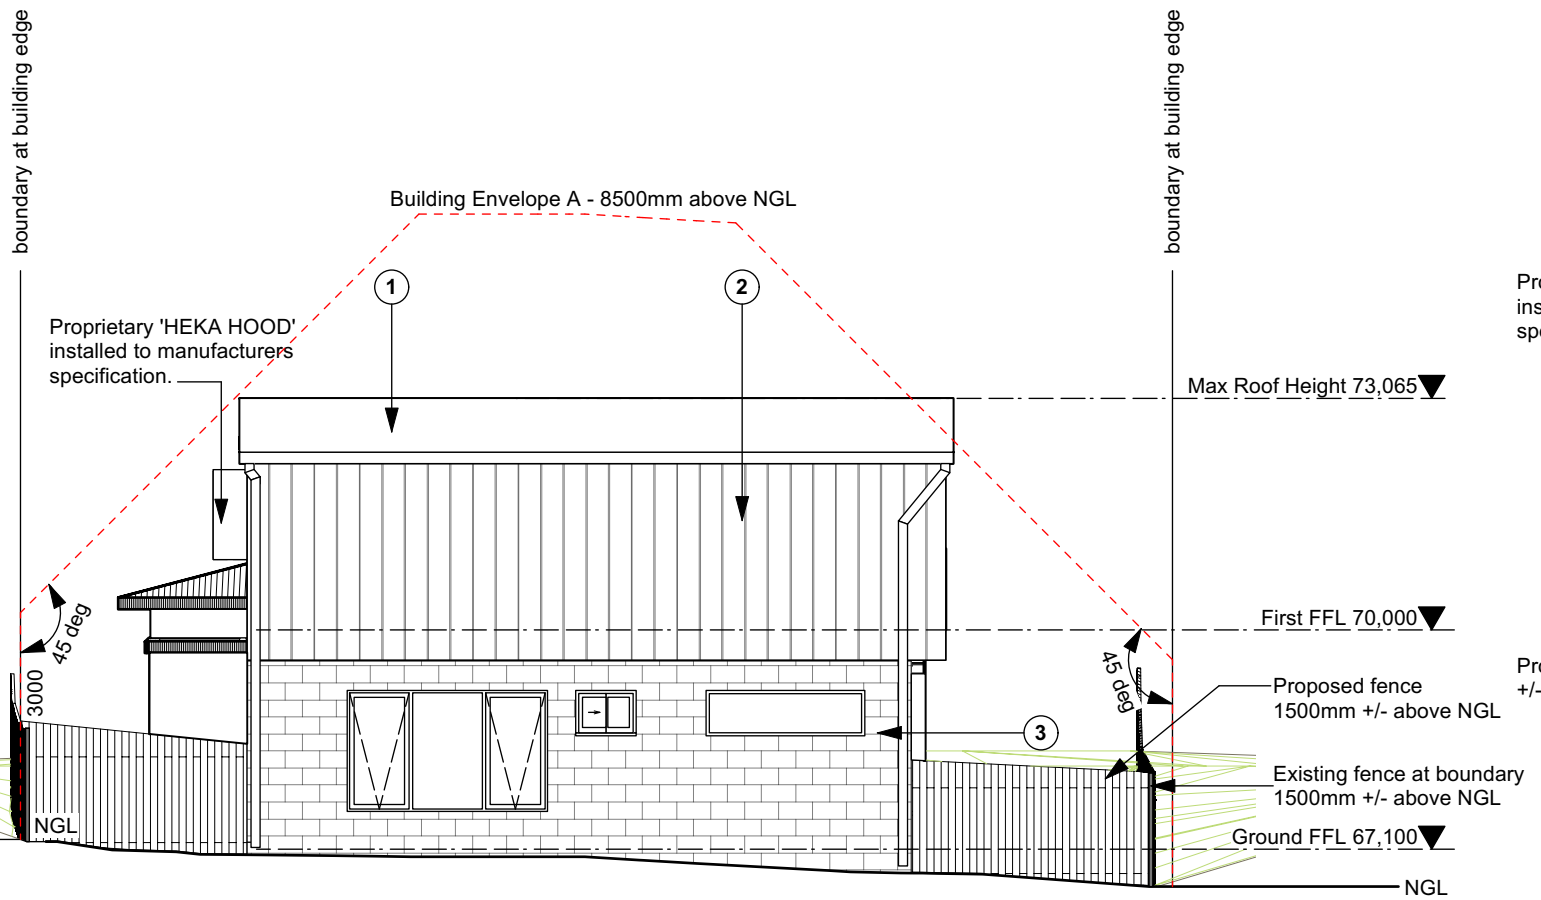 boundary at building edge
boundary at building edge
Building Envelope A - 8500mm above NGL
1
2
Proprietary 'HEKA HOOD'
installed to manufacturers
specification.
Max Roof Height 73,065
First FFL 70,000
45 deg
3000
45 deg
Proposed fence
1500mm +/- above NGL
3
Existing fence at boundary
1500mm +/- above NGL
NGL
Ground FFL 67,100
NGL
+/-